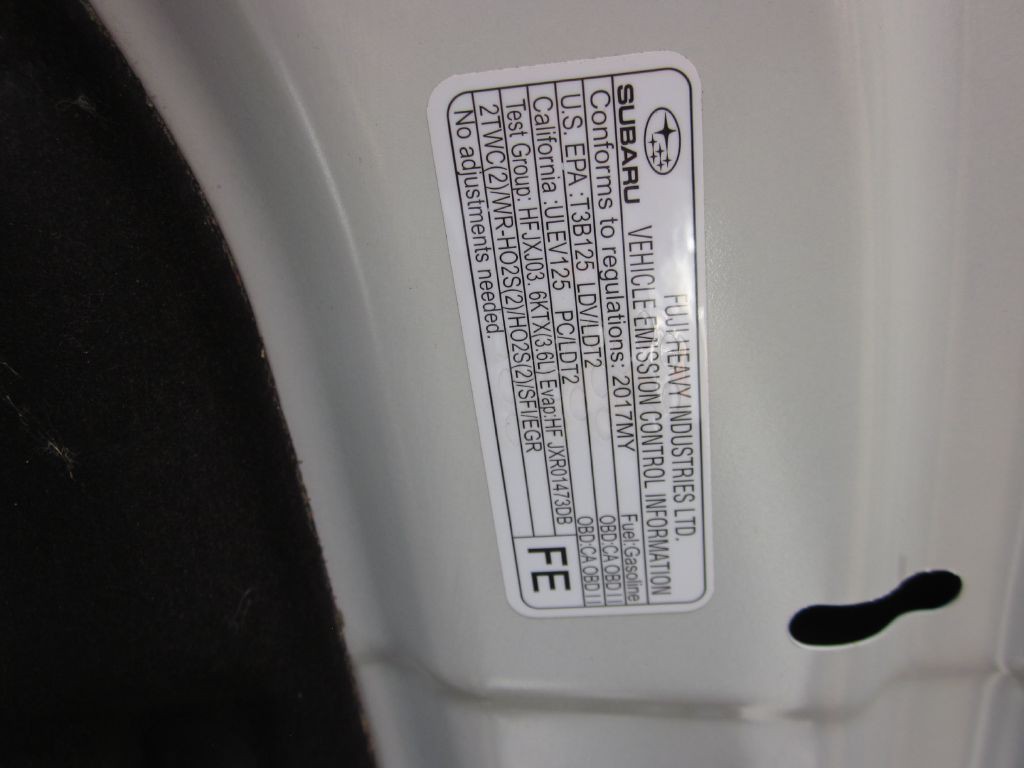 SUBARU
FUJI HEAVY INDUSTRIES LTD.
VEHICLE EMISSION CONTROL INFORMATION
Conforms to regulations: 2017MY Fuel:Gasoline
U.S. EPA :T3B125 LDV/LDT2 OBD:CA OBD II
California :ULEV125 PC/LDT2 OBD:CA OBD II
Test Group: HFJXJ03.6KTX(3.6L) Evap:HFJXR01473DB
2TWC(2)/WR-HO2S(2)/HO2S(2)/SFI/EGR
No adjustments needed.
FE